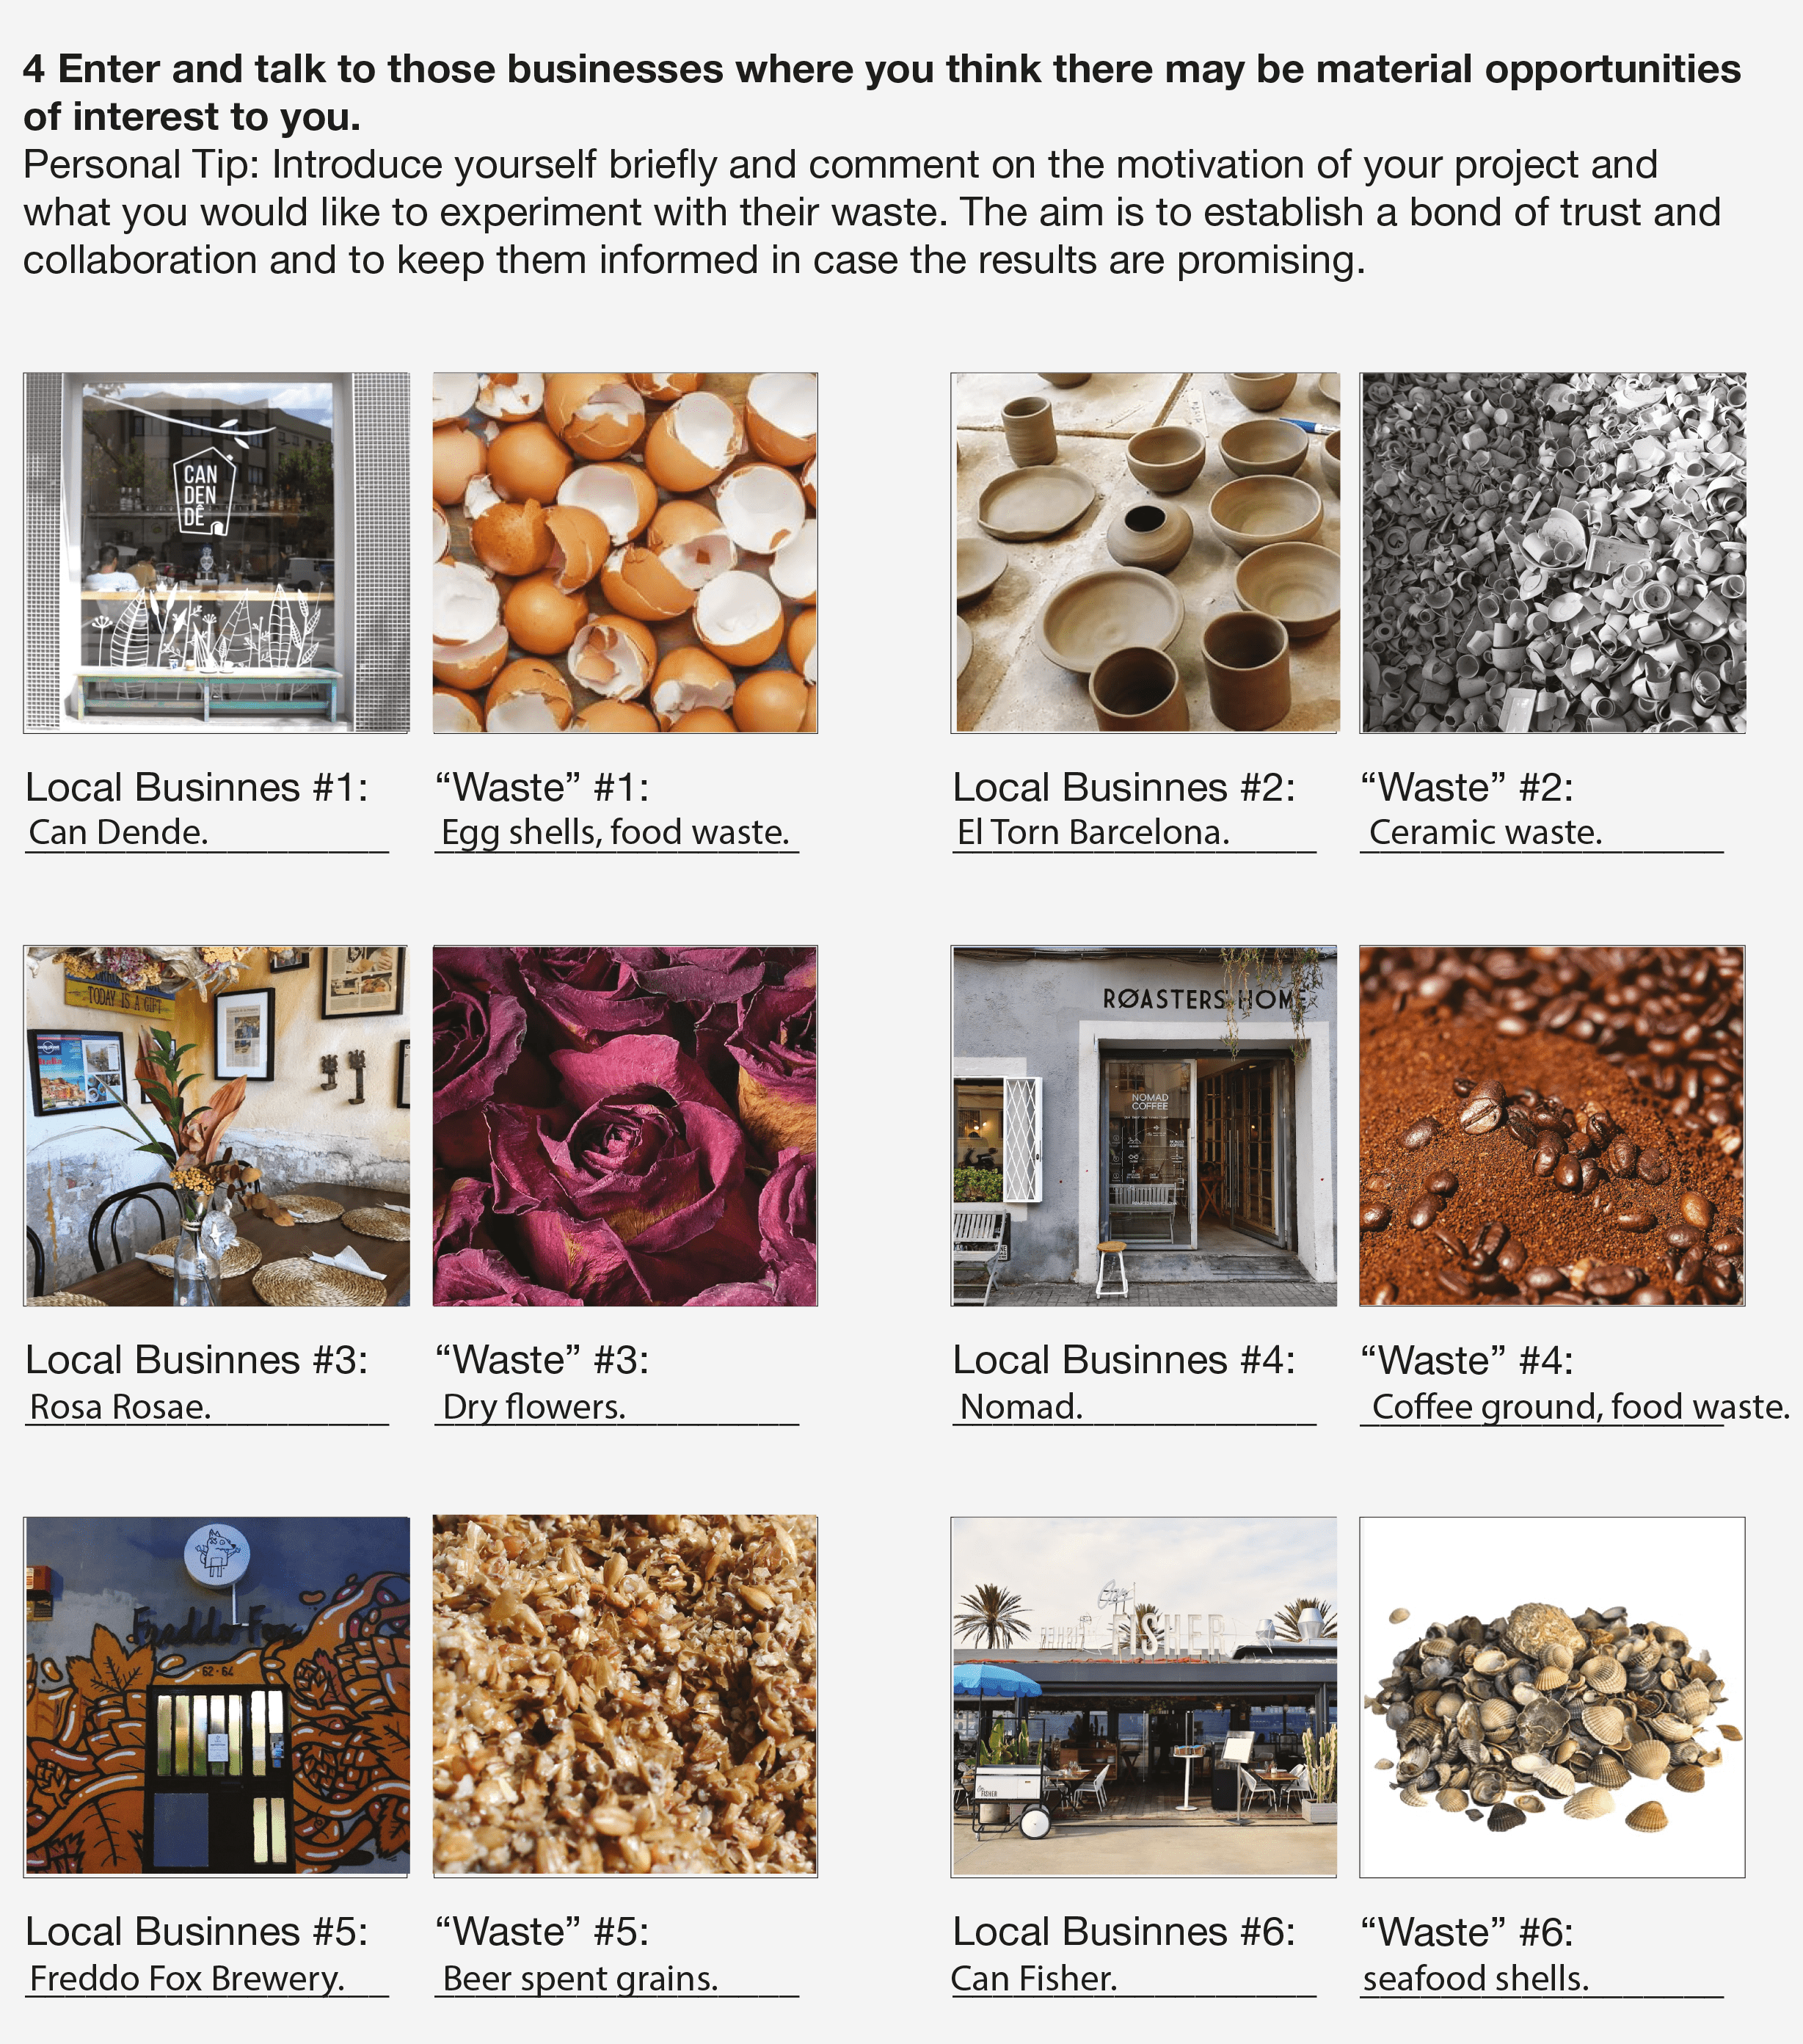 4 Enter and talk to those businesses where you think there may be material opportunities
of interest to you.
Personal Tip: Introduce yourself briefly and comment on the motivation of your project and
what you would like to experiment with their waste. The aim is to establish a bond of trust and
collaboration and to keep them informed in case the results are promising.
CAN
DEN
DÊ
Local Businnes #1:
Can Dende.
“Waste” #1:
Egg shells, food waste.
Local Businnes #2:
El Torn Barcelona.
“Waste” #2:
Ceramic waste.
TODAY IS A GIFT
RØASTERS HOME
NOMAD
COFFEE
Local Businnes #3:
Rosa Rosae.
“Waste” #3:
Dry flowers.
Local Businnes #4:
Nomad.
“Waste” #4:
Coffee ground, food waste.
Freddo Fox
62·64
FISHER
FISHER
Local Businnes #5:
Freddo Fox Brewery.
“Waste” #5:
Beer spent grains.
Local Businnes #6:
Can Fisher.
“Waste” #6:
seafood shells.